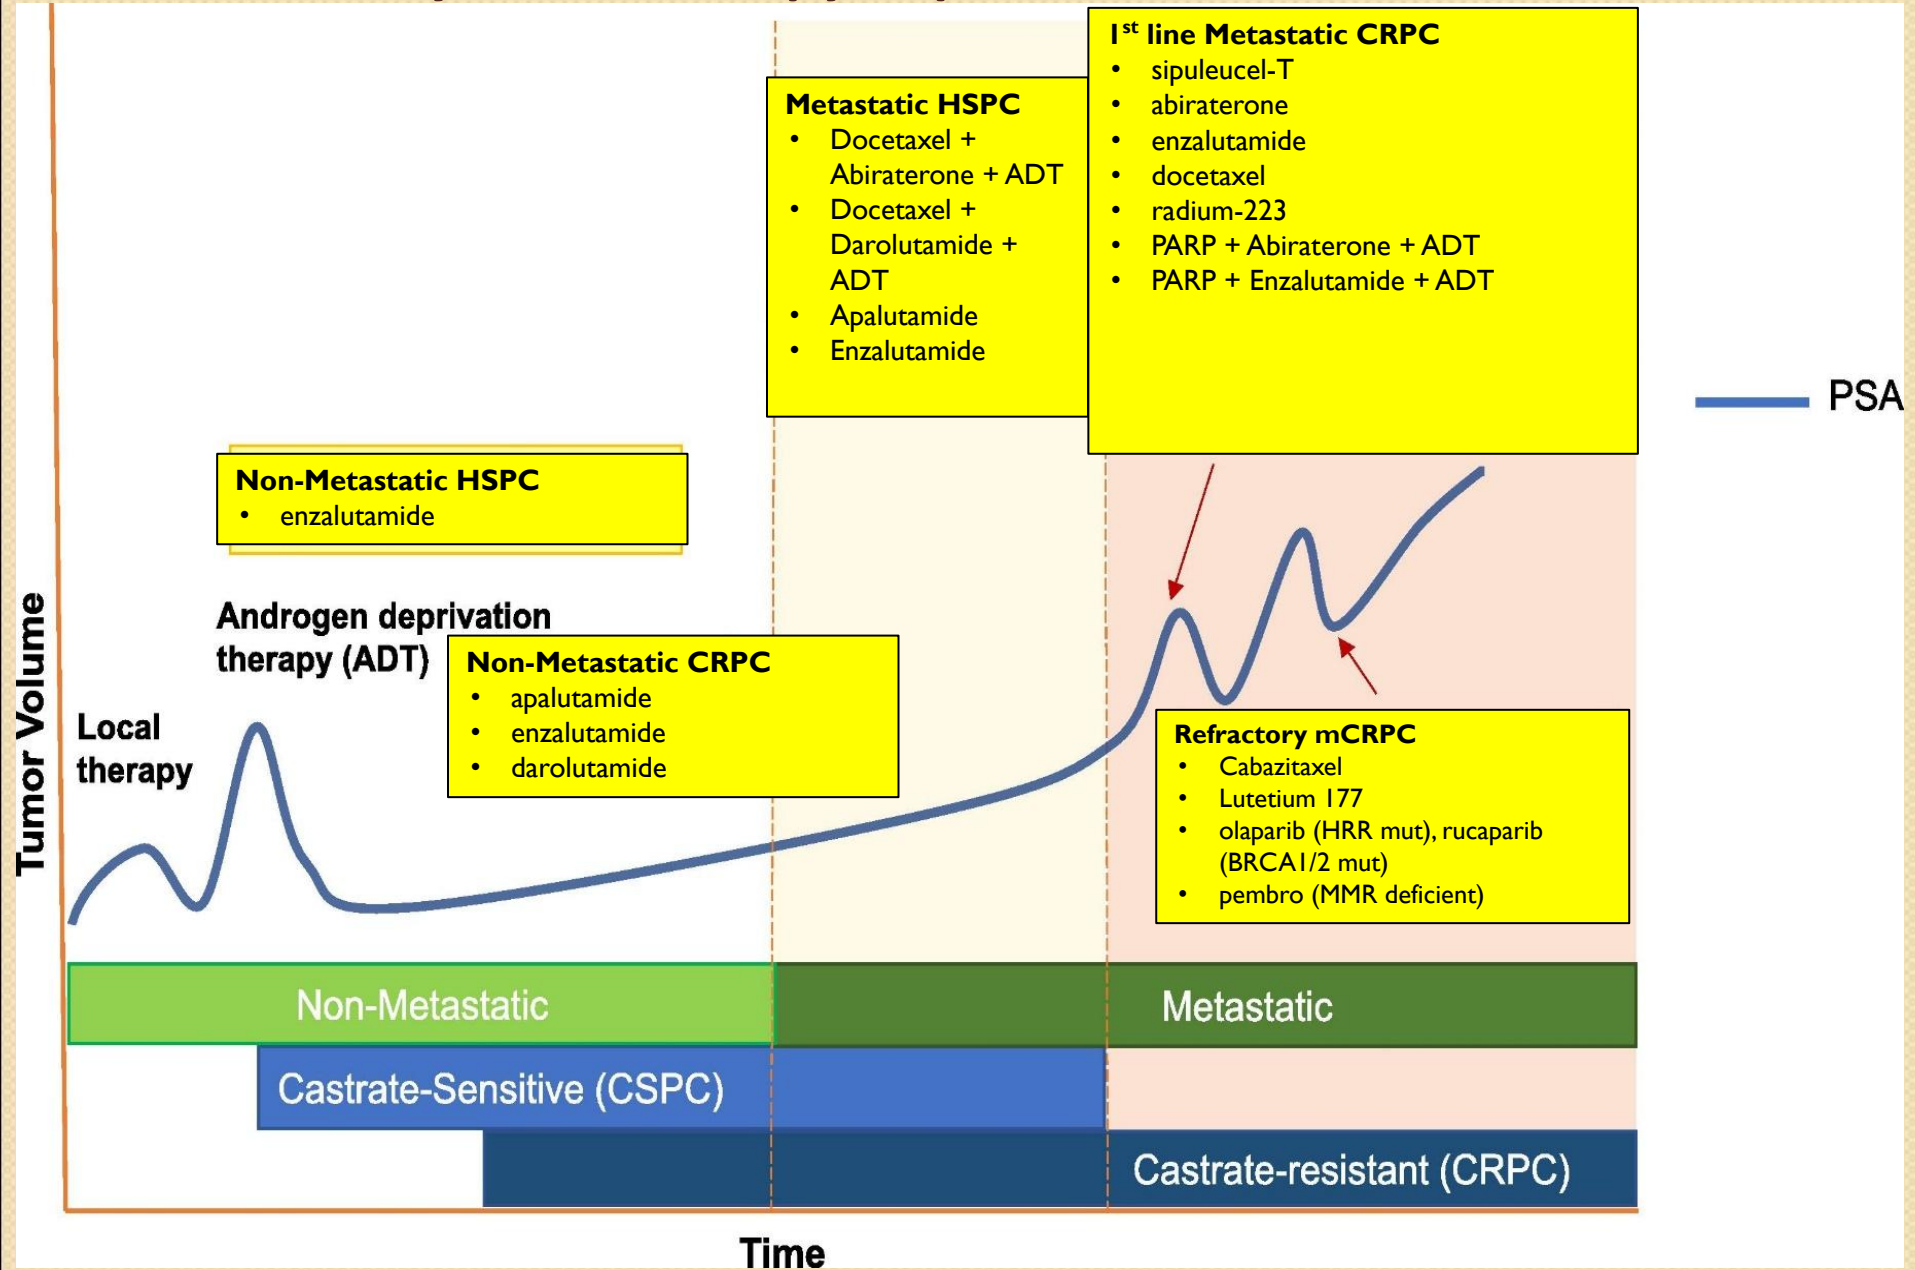 1st line Metastatic CRPC
• sipuleucel-T
• abiraterone
• enzalutamide
• docetaxel
• radium-223
• PARP + Abiraterone + ADT
• PARP + Enzalutamide + ADT
Metastatic HSPC
• Docetaxel +
Abiraterone + ADT
• Docetaxel +
Darolutamide +
ADT
• Apalutamide
• Enzalutamide
PSA
Non-Metastatic HSPC
• enzalutamide
Androgen deprivation
therapy (ADT)
Non-Metastatic CRPC
• apalutamide
• enzalutamide
• darolutamide
Local
therapy
Tumor Volume
Refractory mCRPC
• Cabazitaxel
• Lutetium 177
• olaparib (HRR mut), rucaparib
(BRCA1/2 mut)
• pembro (MMR deficient)
Non-Metastatic
Metastatic
Castrate-Sensitive (CSPC)
Castrate-resistant (CRPC)
Time